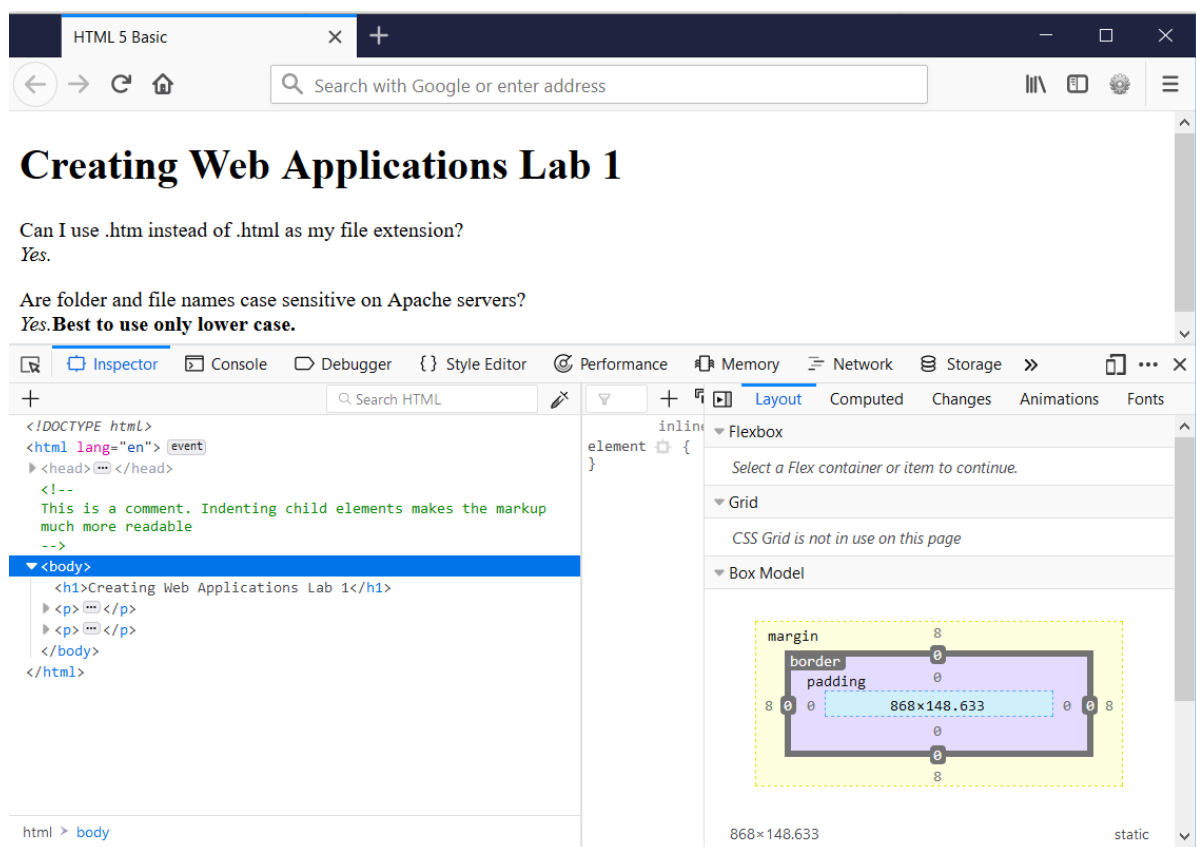 HTML 5 Basic
Search with Google or enter address
Creating Web Applications Lab 1
Can I use .htm instead of .html as my file extension?
Yes.
Are folder and file names case sensitive on Apache servers?
Yes.Best to use only lower case.
Inspector Console Debugger {} Style Editor Performance Memory Network Storage
Search HTML
Layout Computed Changes Animations Fonts
<!DOCTYPE html>
<html lang="en"> event
<head> ... </head>
<!--
This is a comment. Indenting child elements makes the markup
much more readable
-->
<body>
<h1>Creating Web Applications Lab 1</h1>
<p> ... </p>
<p> ... </p>
</body>
</html>
html > body
inline
element {
}
Flexbox
Select a Flex container or item to continue.
Grid
CSS Grid is not in use on this page
Box Model
margin 8
border 0
padding 0
8 0 0 868×148.633 0 0 8
0
0
8
868×148.633 static